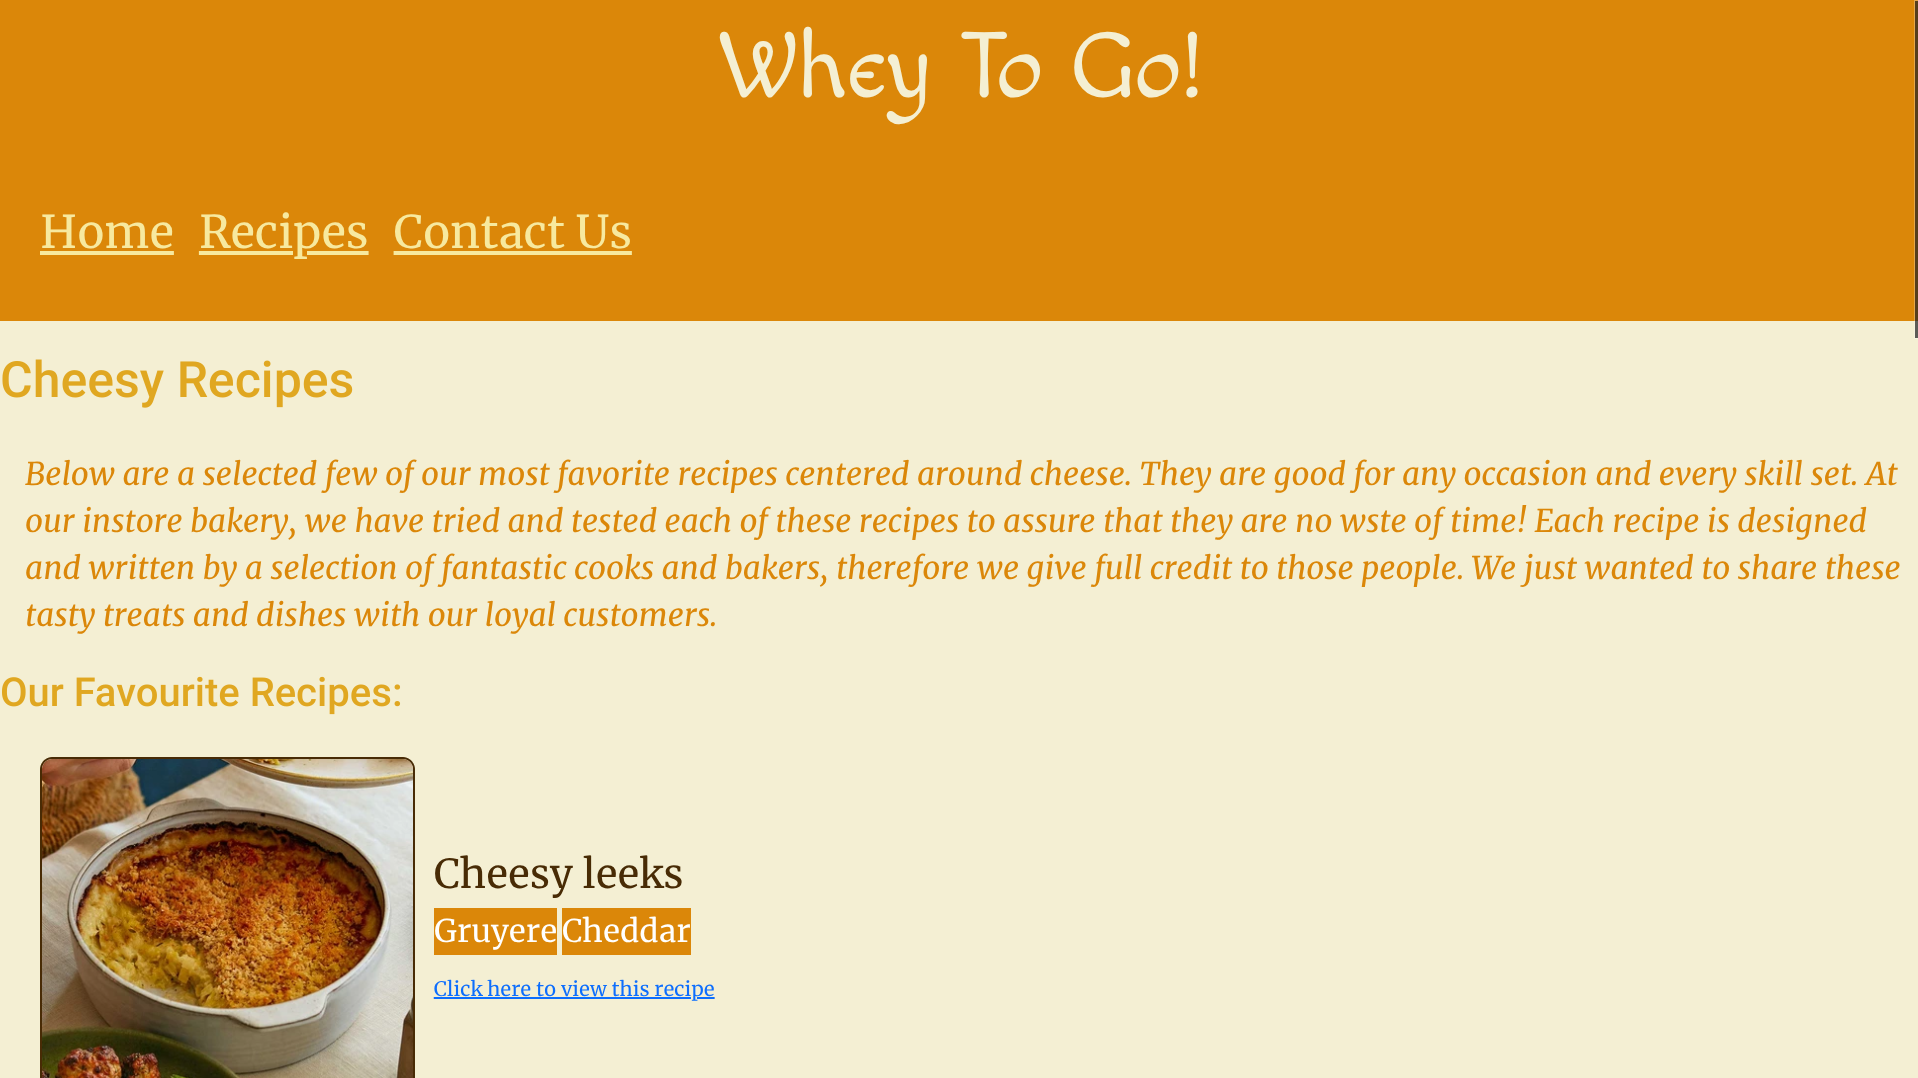 Whey To Go!
Home Recipes Contact Us
Cheesy Recipes
Below are a selected few of our most favorite recipes centered around cheese. They are good for any occasion and every skill set. At
our instore bakery, we have tried and tested each of these recipes to assure that they are no wste of time! Each recipe is designed
and written by a selection of fantastic cooks and bakers, therefore we give full credit to those people. We just wanted to share these
tasty treats and dishes with our loyal customers.
Our Favourite Recipes:
Cheesy leeks
Gruyere Cheddar
Click here to view this recipe